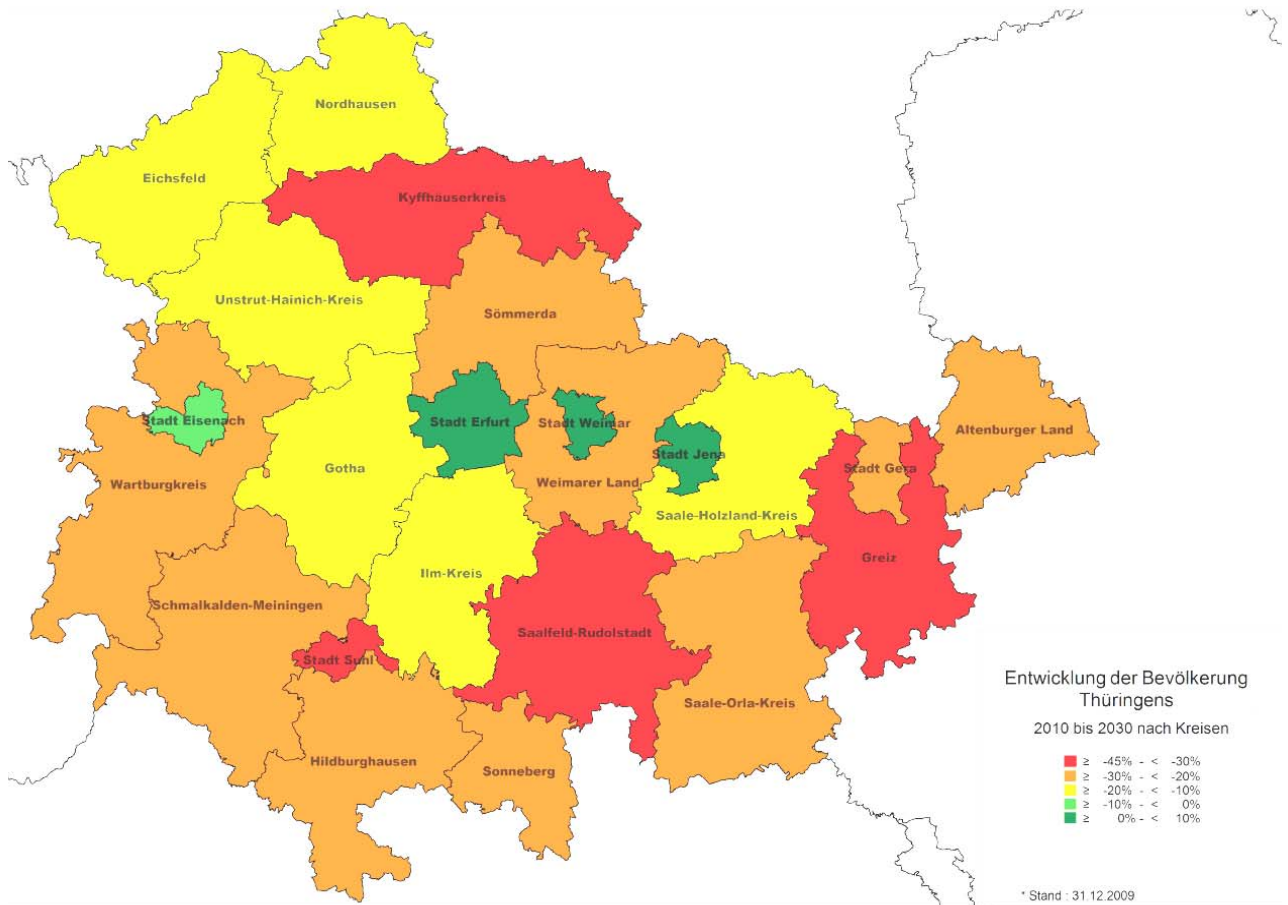 Nordhausen
Eichsfeld
Kyffhäuserkreis
Unstrut-Hainich-Kreis
Sömmerda
Stadt Eisenach
Stadt Erfurt
Stadt Weimar
Altenburger Land
Stadt Jena
Gotha
Stadt Gera
Wartburgkreis
Weimarer Land
Saale-Holzland-Kreis
Greiz
Ilm-Kreis
Schmalkalden-Meiningen
Saalfeld-Rudolstadt
Stadt Suhl
Saale-Orla-Kreis
Hildburghausen
Sonneberg
Entwicklung der Bevölkerung
Thüringens
2010 bis 2030 nach Kreisen
≥ -45% - < -30%
≥ -30% - < -20%
≥ -20% - < -10%
≥ -10% - < 0%
≥ 0% - < 10%
* Stand : 31.12.2009